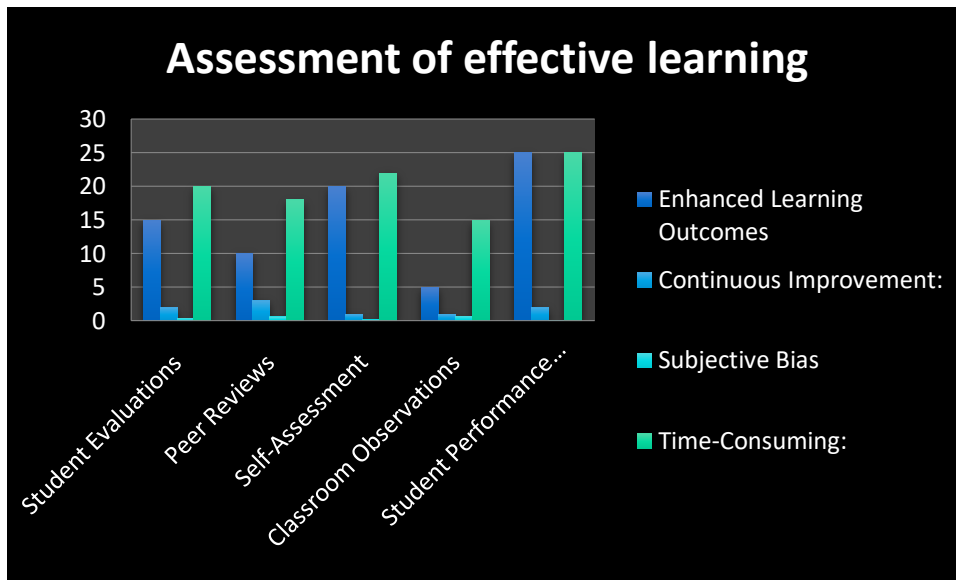 Assessment of effective learning
30
25
20
15
10
5
0
Student Evaluations
Peer Reviews
Self-Assessment
Classroom Observations
Student Performance...
Enhanced Learning
Outcomes
Continuous Improvement:
Subjective Bias
Time-Consuming: